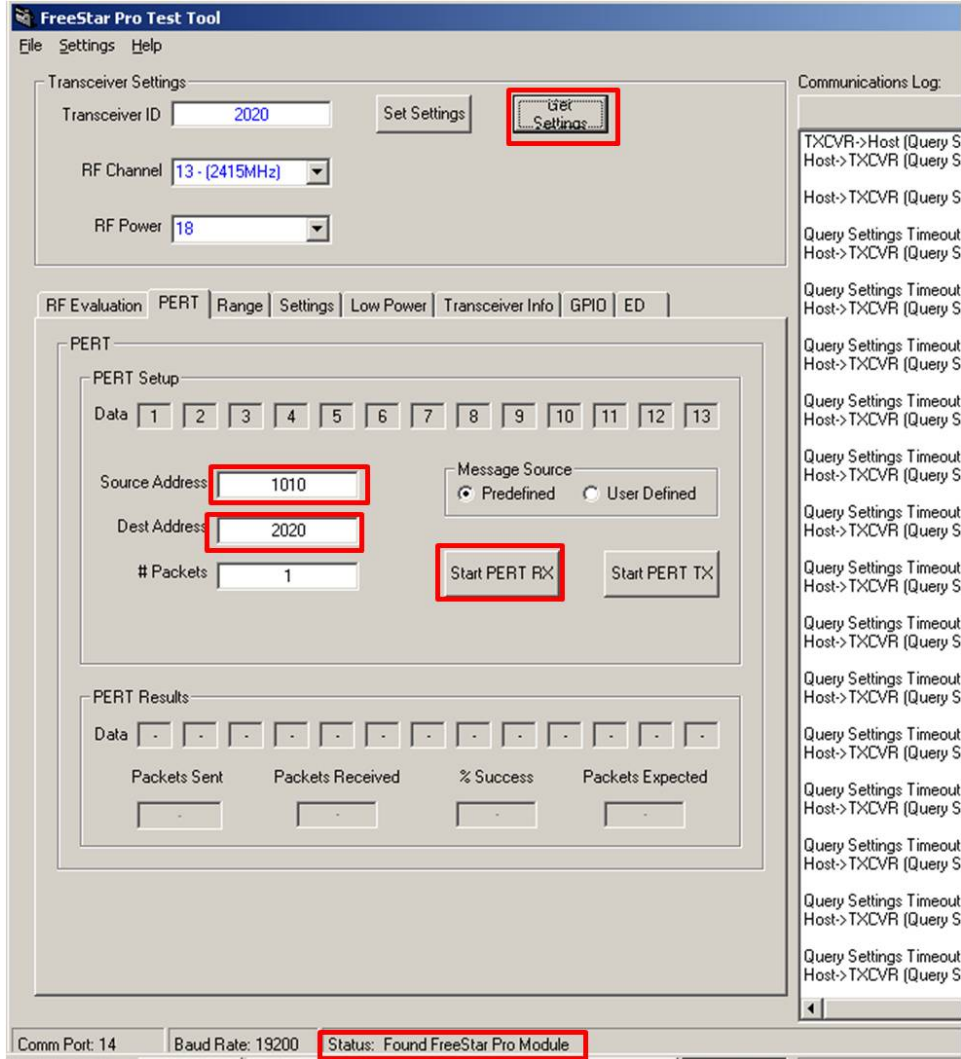 FreeStar Pro Test Tool
File Settings Help
Transceiver Settings
Transceiver ID 2020 Set Settings Get Settings
RF Channel 13 - (2415MHz)
RF Power 18
RF Evaluation PERT Range Settings Low Power Transceiver Info GPIO ED
PERT
PERT Setup
Data 1 2 3 4 5 6 7 8 9 10 11 12 13
Source Address 1010
Message Source
Predefined User Defined
Dest Address 2020
# Packets 1
Start PERT RX Start PERT TX
PERT Results
Data - - - - - - - - - - - - -
Packets Sent Packets Received % Success Packets Expected
- - - -
Communications Log:
TXCVR->Host (Query S
Host->TXCVR (Query S
Host->TXCVR (Query S
Query Settings Timeout
Host->TXCVR (Query S
Query Settings Timeout
Host->TXCVR (Query S
Query Settings Timeout
Host->TXCVR (Query S
Query Settings Timeout
Host->TXCVR (Query S
Query Settings Timeout
Host->TXCVR (Query S
Query Settings Timeout
Host->TXCVR (Query S
Query Settings Timeout
Host->TXCVR (Query S
Query Settings Timeout
Host->TXCVR (Query S
Query Settings Timeout
Host->TXCVR (Query S
Query Settings Timeout
Host->TXCVR (Query S
Query Settings Timeout
Host->TXCVR (Query S
Query Settings Timeout
Host->TXCVR (Query S
Query Settings Timeout
Host->TXCVR (Query S
Query Settings Timeout
Host->TXCVR (Query S
Comm Port: 14 Baud Rate: 19200 Status: Found FreeStar Pro Module